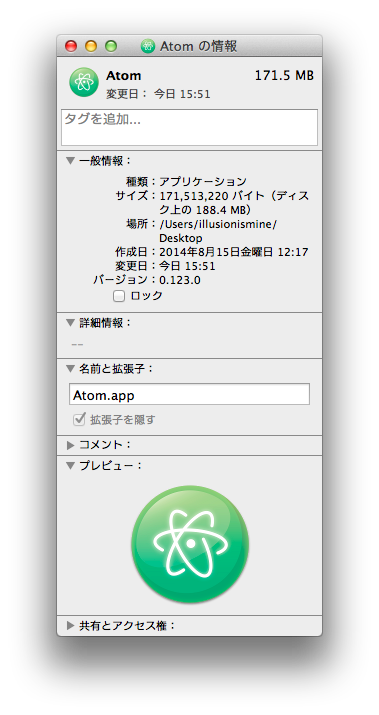 Atom の情報
Atom 171.5 MB
変更日： 今日 15:51
タグを追加...
一般情報：
種類：アプリケーション
サイズ：171,513,220 バイト（ディス
ク上の 188.4 MB）
場所：/Users/illusionismine/
Desktop
作成日：2014年8月15日金曜日 12:17
変更日：今日 15:51
バージョン：0.123.0
ロック
詳細情報：
--
名前と拡張子：
Atom.app
拡張子を隠す
コメント：
プレビュー：
共有とアクセス権：